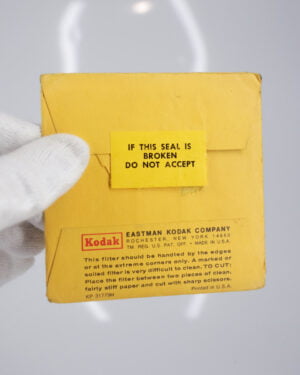 IF THIS SEAL IS
BROKEN
DO NOT ACCEPT
Kodak
EASTMAN KODAK COMPANY
ROCHESTER, NEW YORK 14650
TM. REG. U.S. PAT. OFF. • MADE IN U.S.A.
This filter should be handled by the edges
or at the extreme corners only. A marked or
soiled filter is very difficult to clean. TO CUT:
Place the filter between two pieces of clean,
fairly stiff paper and cut with sharp scissors.
KP 31779H
Printed in U.S.A.